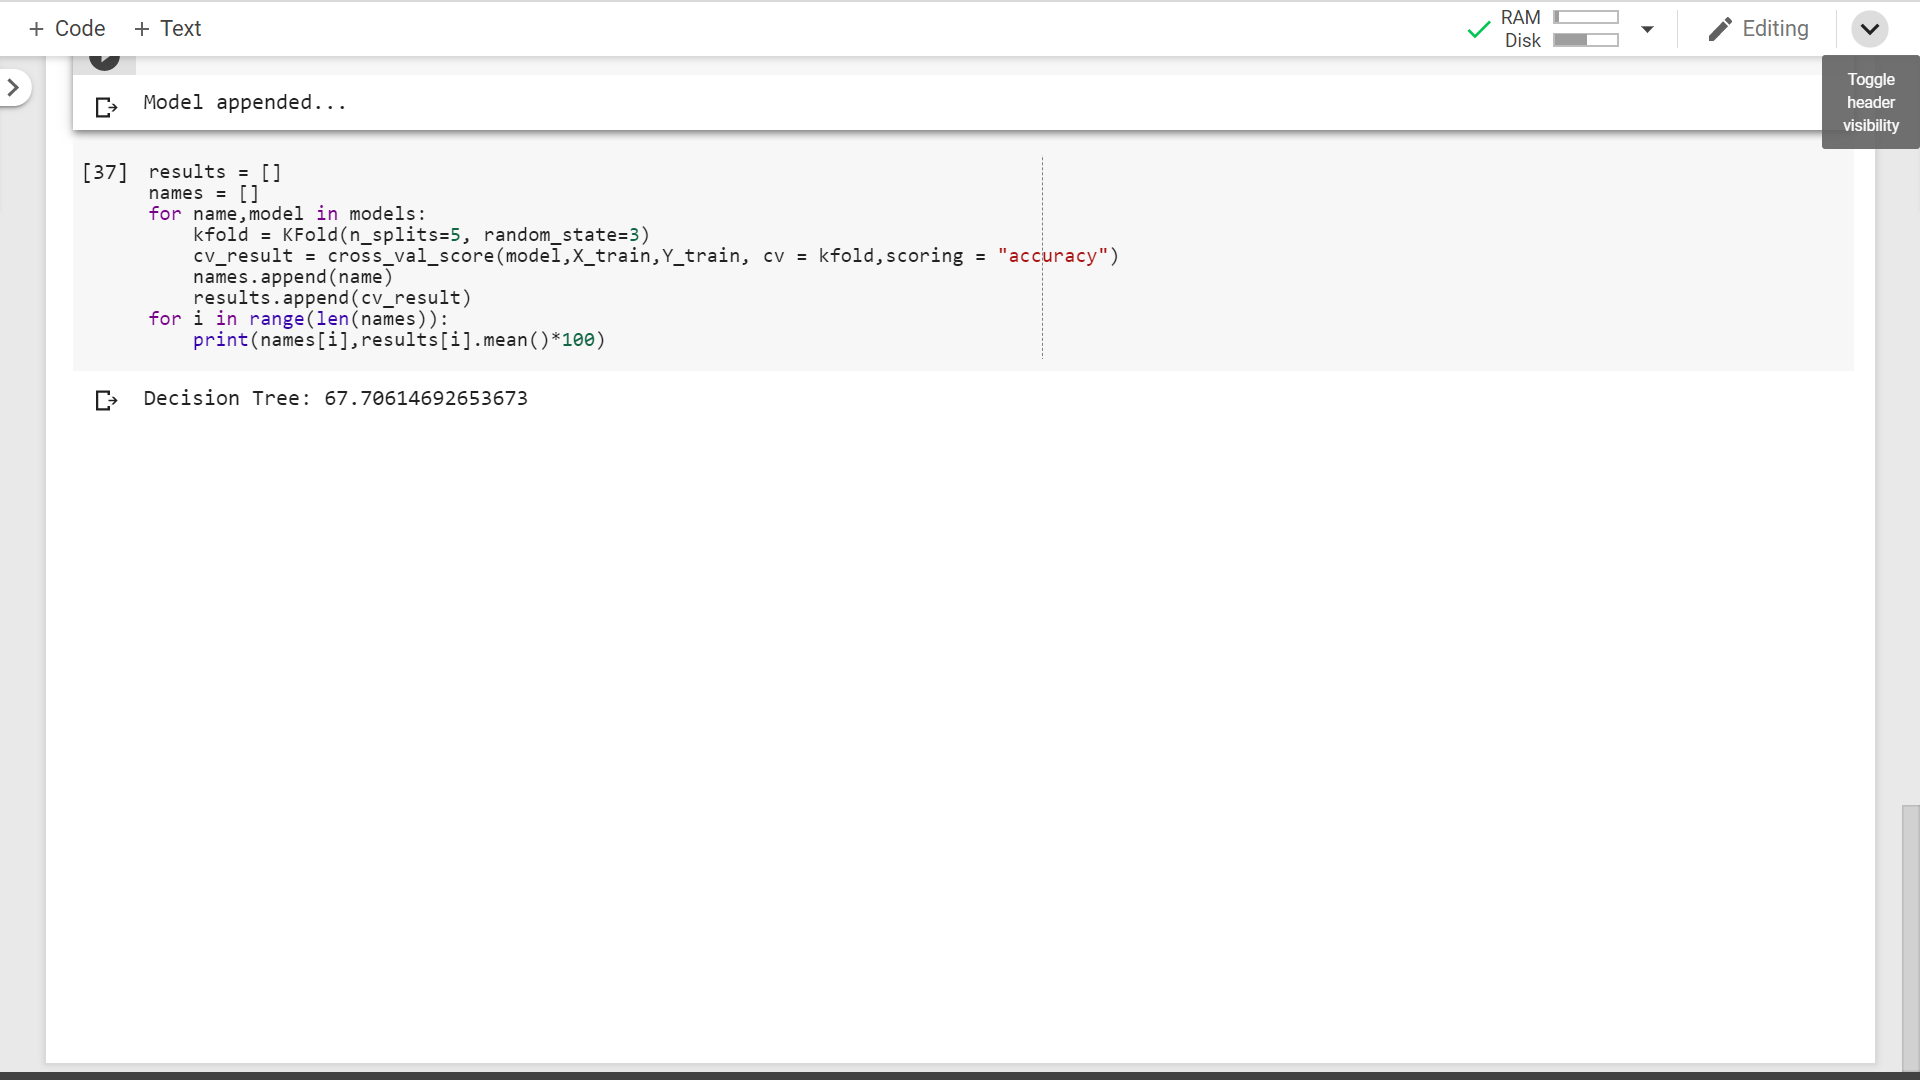 + Code + Text
RAM
Disk
Editing
Toggle
header
visibility
Model appended...
[37] results = []
names = []
for name,model in models:
    kfold = KFold(n_splits=5, random_state=3)
    cv_result = cross_val_score(model,X_train,Y_train, cv = kfold,scoring = "accuracy")
    names.append(name)
    results.append(cv_result)
for i in range(len(names)):
    print(names[i],results[i].mean()*100)
Decision Tree: 67.70614692653673